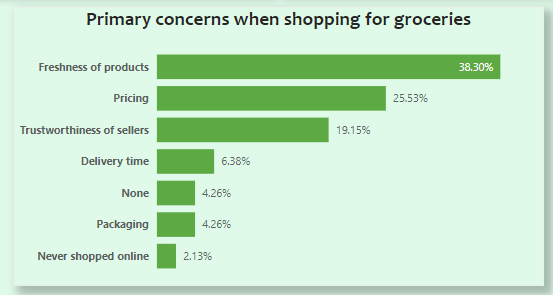 Primary concerns when shopping for groceries
Freshness of products 38.30%
Pricing 25.53%
Trustworthiness of sellers 19.15%
Delivery time 6.38%
None 4.26%
Packaging 4.26%
Never shopped online 2.13%